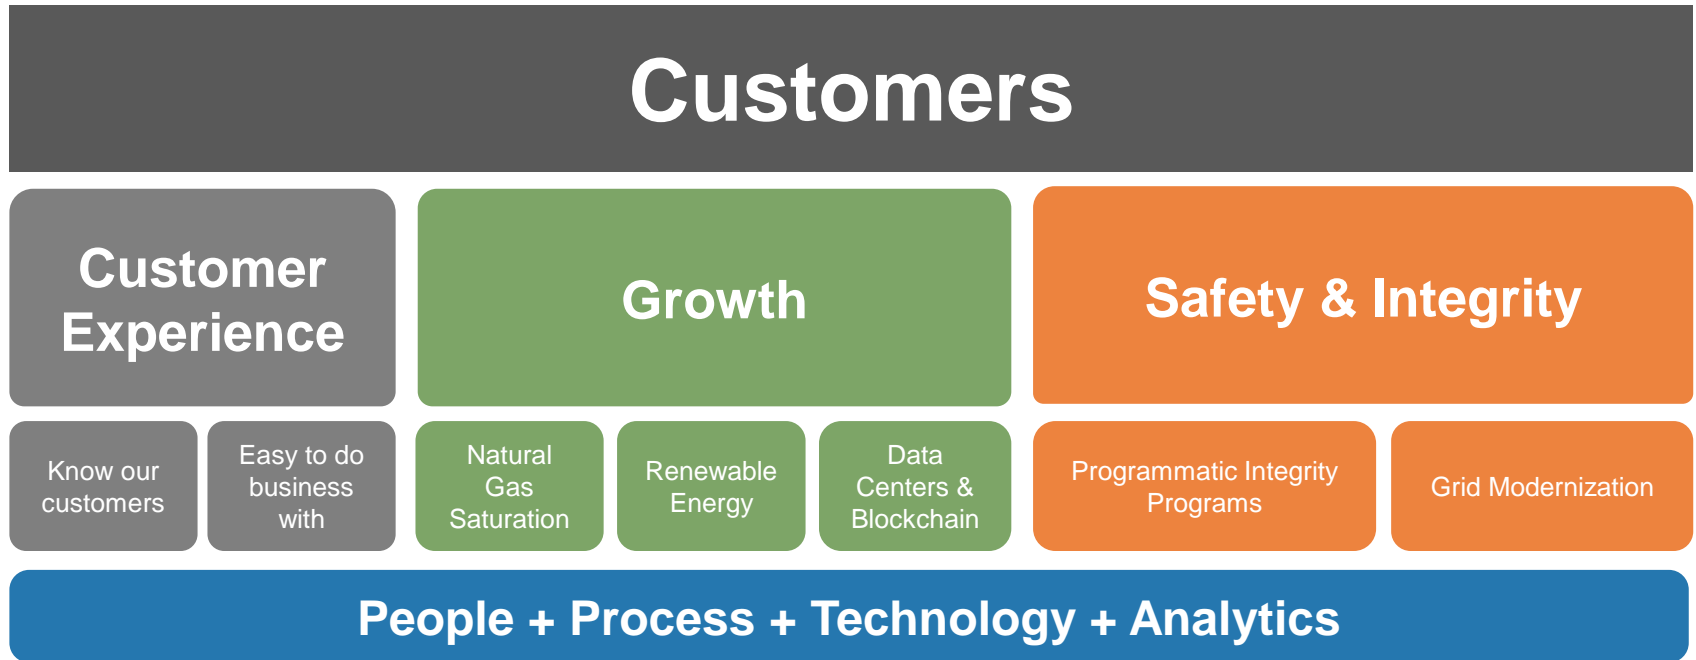 Customers
Customer
Experience
Growth
Safety & Integrity
Know our
customers
Easy to do
business
with
Natural
Gas
Saturation
Renewable
Energy
Data
Centers &
Blockchain
Programmatic Integrity
Programs
Grid Modernization
People + Process + Technology + Analytics